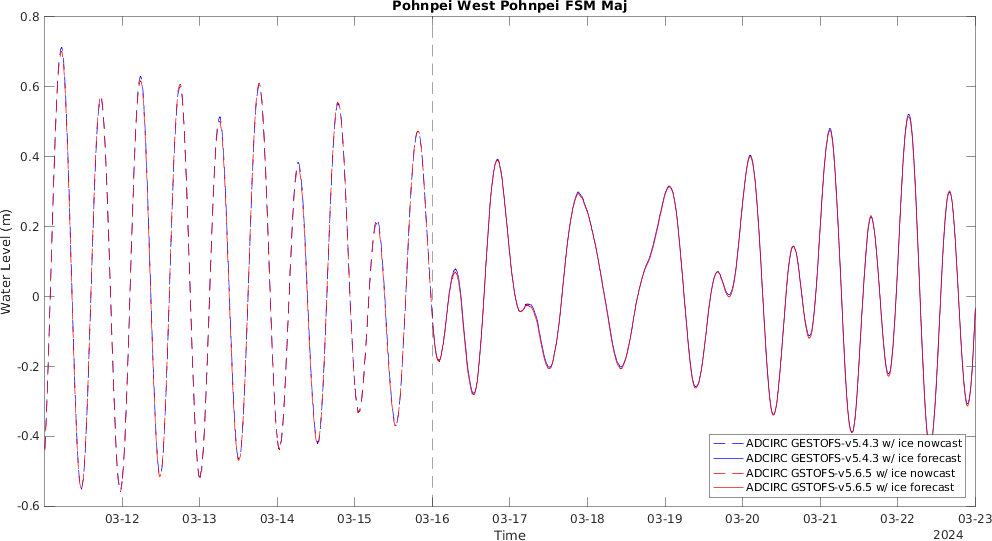 Pohnpei West Pohnpei FSM Maj
Water Level (m)
0.8
0.6
0.4
0.2
0
-0.2
-0.4
-0.6
ADCIRC GESTOFS-v5.4.3 w/ ice nowcast
ADCIRC GESTOFS-v5.4.3 w/ ice forecast
ADCIRC GSTOFS-v5.6.5 w/ ice nowcast
ADCIRC GSTOFS-v5.6.5 w/ ice forecast
03-12 03-13 03-14 03-15 03-16 03-17 03-18 03-19 03-20 03-21 03-22 03-23
Time
2024